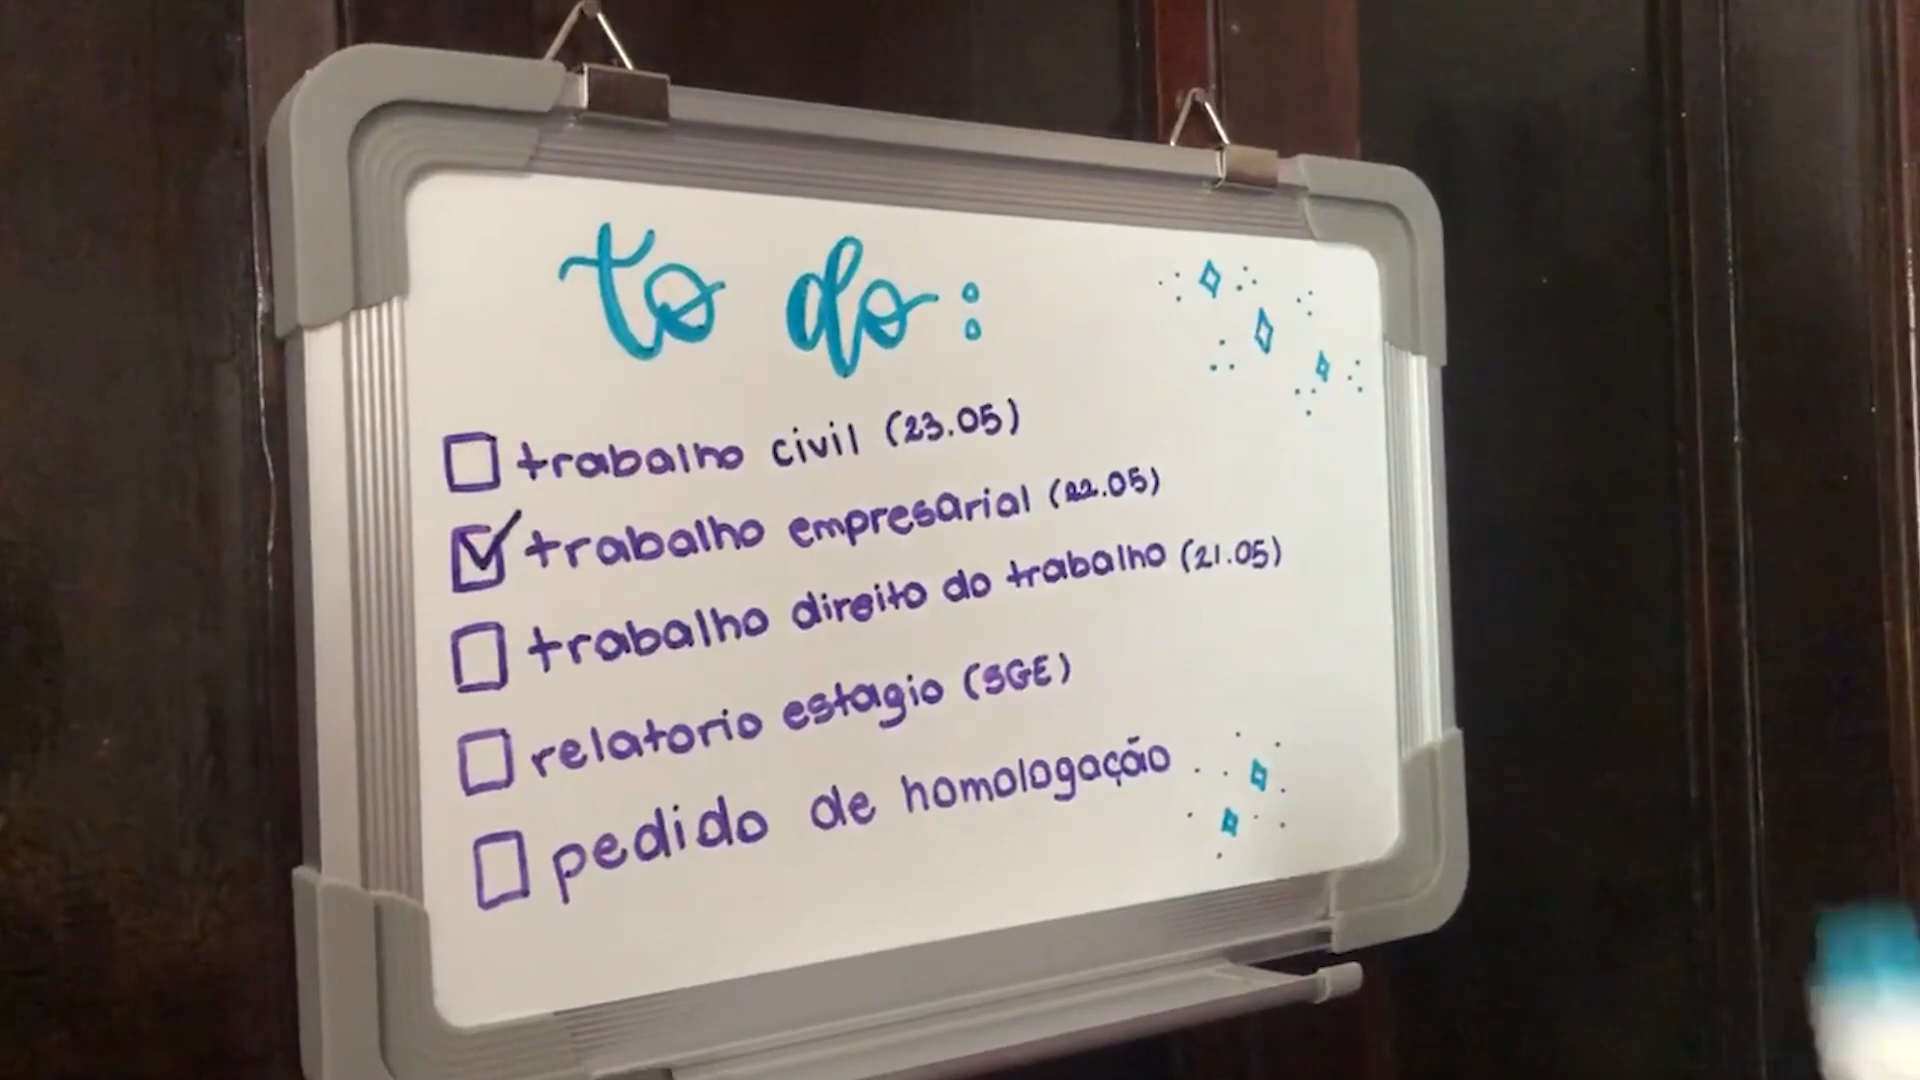 to do:
trabalho civil (23.05)
trabalho empresarial (22.05)
trabalho direito do trabalho (21.05)
relatorio estagio (SGE)
pedido de homologação